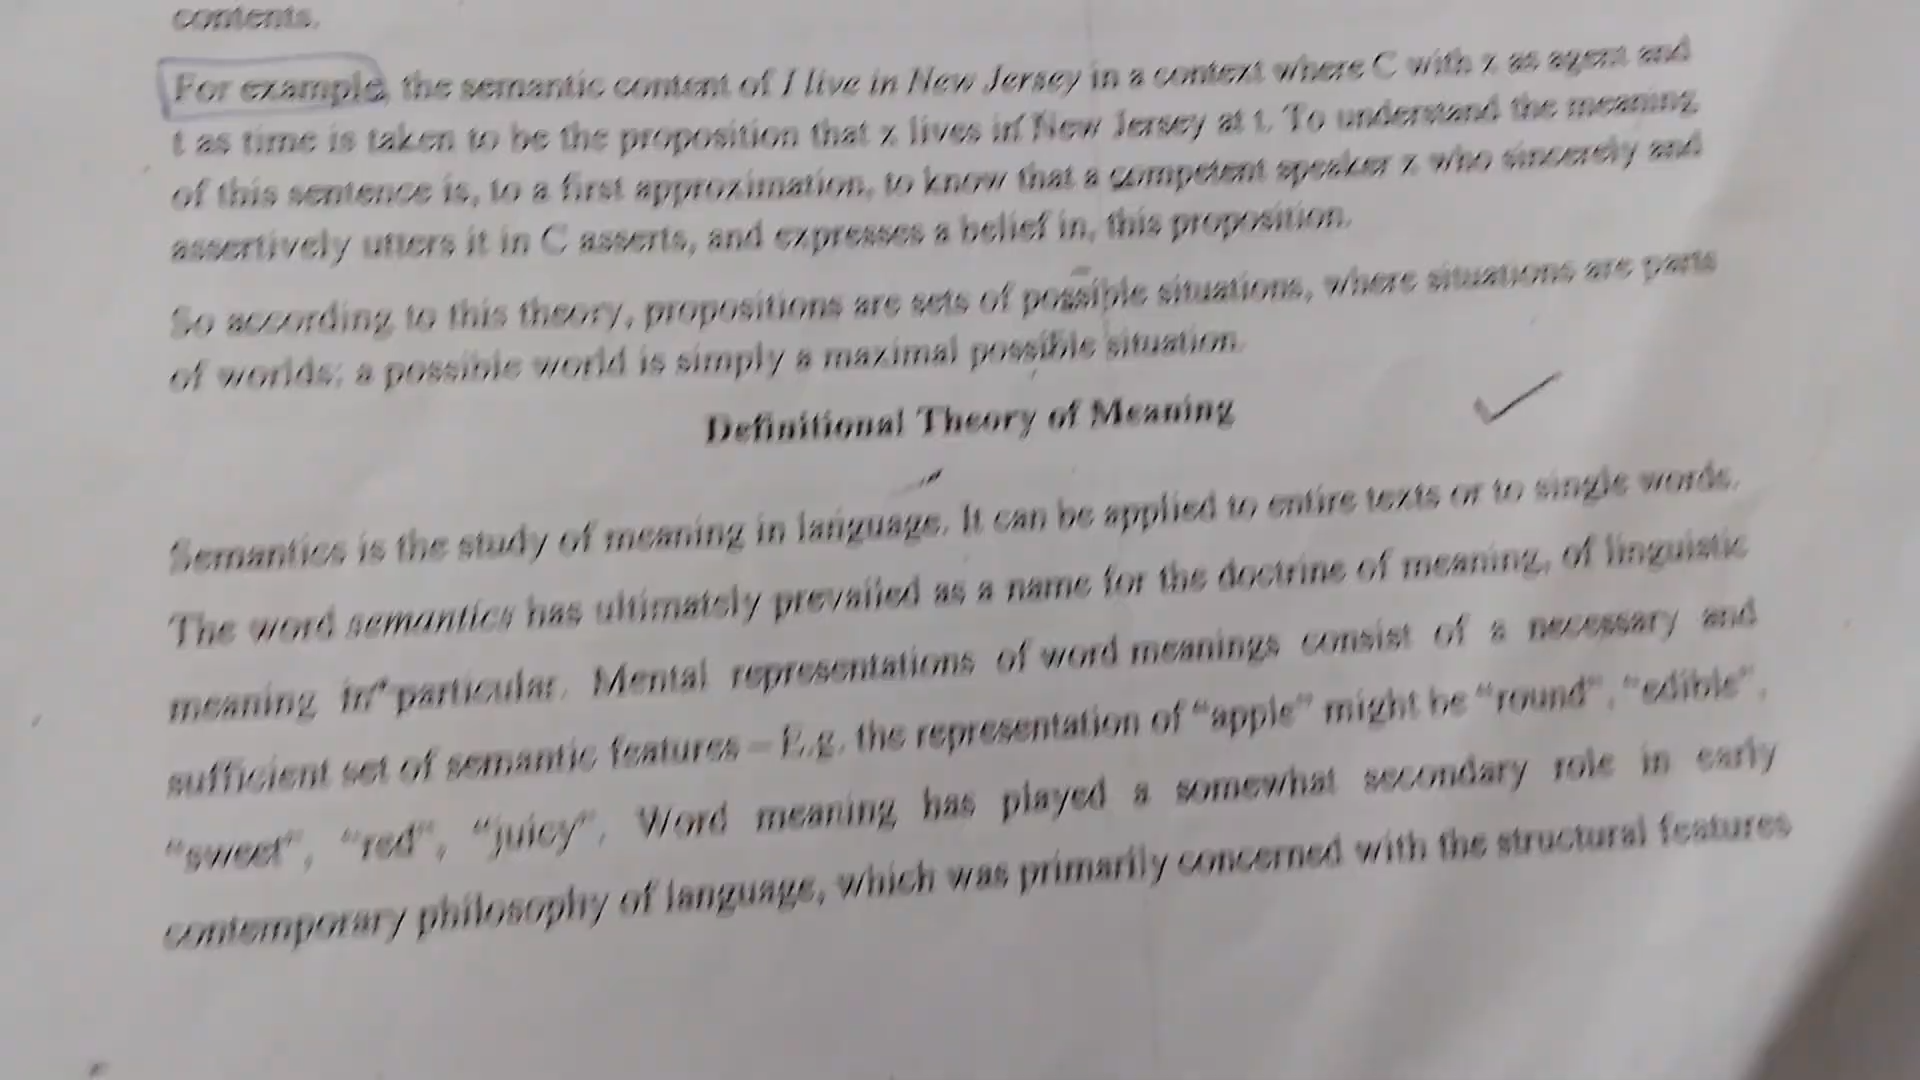 contents.
For example, the semantic content of I live in New Jersey in a context where C with x as agent and
t as time is taken to be the proposition that x lives in New Jersey at t. To understand the meaning
of this sentence is, to a first approximation, to know that a competent speaker x who sincerely and
assertively utters it in C asserts, and expresses a belief in, this proposition.
So according to this theory, propositions are sets of possible situations, where situations are parts
of worlds; a possible world is simply a maximal possible situation.
Definitional Theory of Meaning
Semantics is the study of meaning in language. It can be applied to entire texts or to single words.
The word semantics has ultimately prevailed as a name for the doctrine of meaning, of linguistic
meaning in particular. Mental representations of word meanings consist of a necessary and
sufficient set of semantic features – E.g. the representation of "apple" might be "round", "edible",
"sweet", "red", "juicy". Word meaning has played a somewhat secondary role in early
contemporary philosophy of language, which was primarily concerned with the structural features